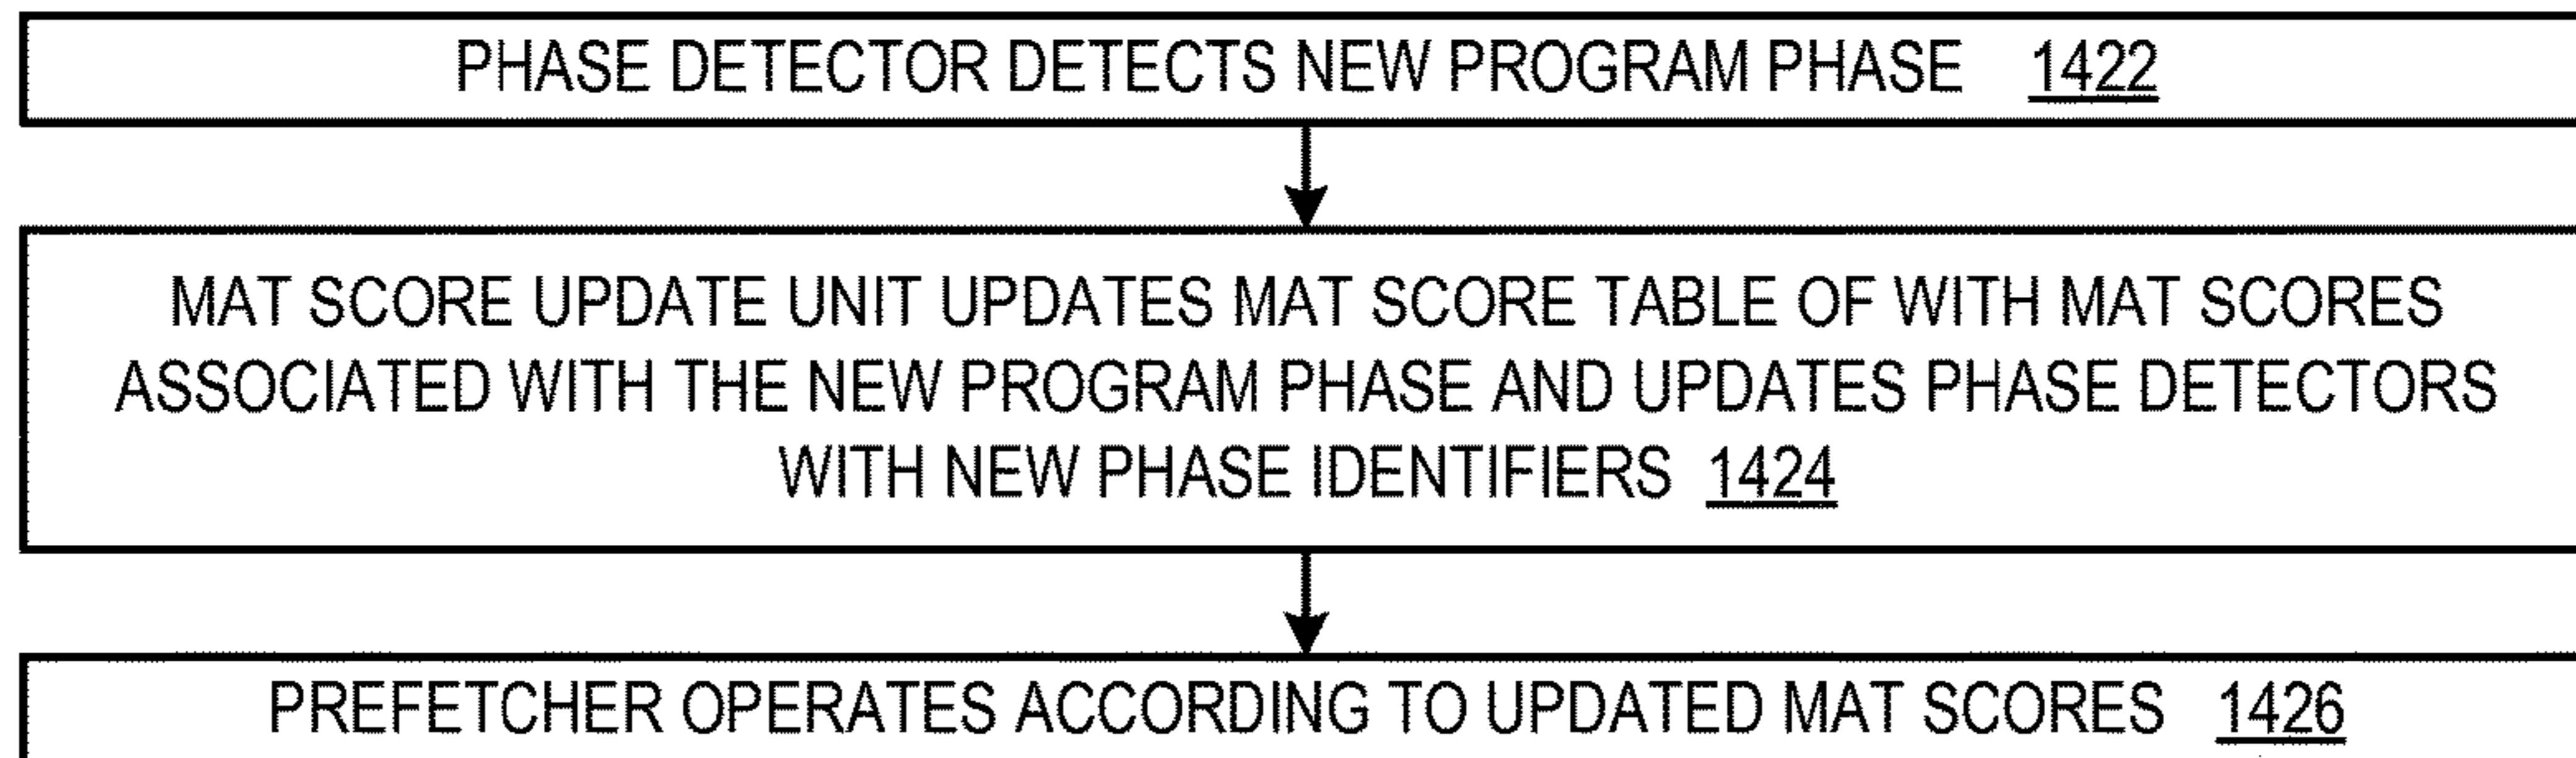 PHASE DETECTOR DETECTS NEW PROGRAM PHASE 1422
MAT SCORE UPDATE UNIT UPDATES MAT SCORE TABLE OF WITH MAT SCORES
ASSOCIATED WITH THE NEW PROGRAM PHASE AND UPDATES PHASE DETECTORS
WITH NEW PHASE IDENTIFIERS 1424
PREFETCHER OPERATES ACCORDING TO UPDATED MAT SCORES 1426